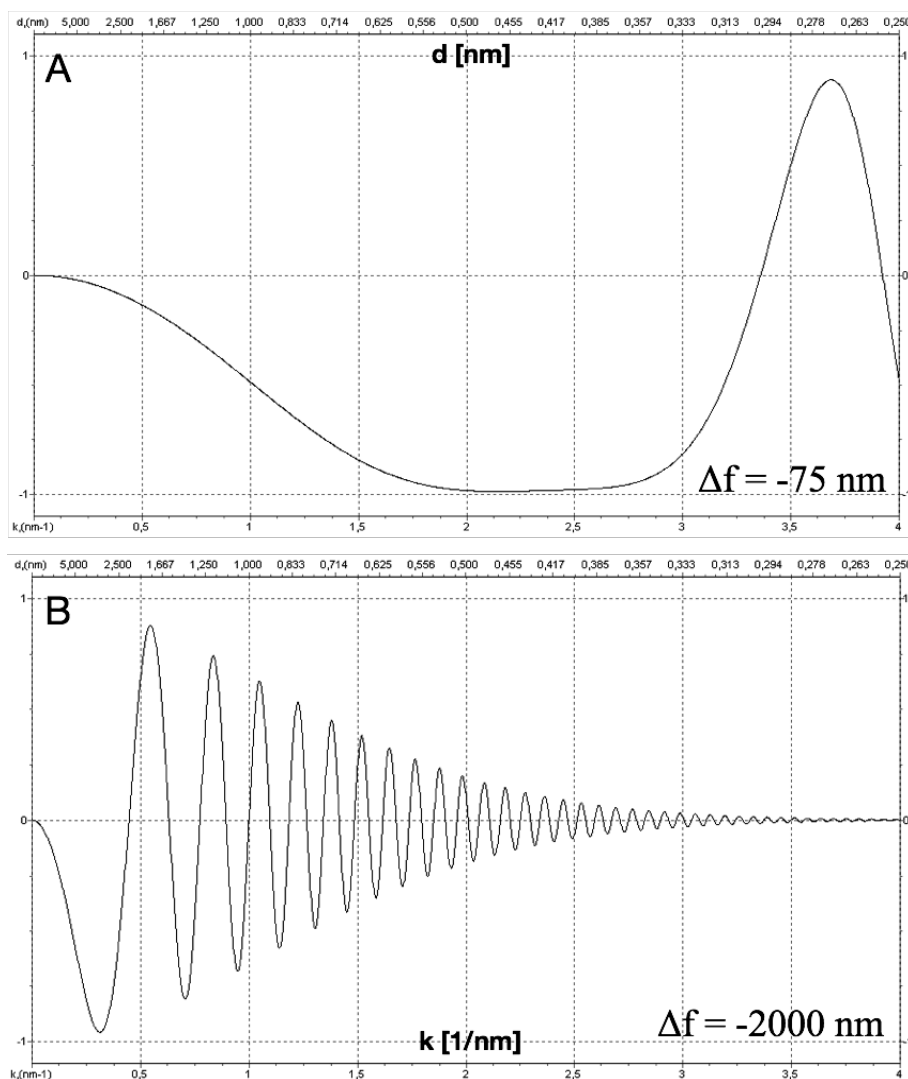 d,(nm) 5,000 2,500 1,667 1,250 1,000 0,833 0,714 0,625 0,556 0,500 0,455 0,417 0,385 0,357 0,333 0,313 0,294 0,278 0,263 0,250
A
d [nm]
1 1
0 0
-1 -1
Δf = -75 nm
k,(nm-1) 0,5 1 1,5 2 2,5 3 3,5 4
d,(nm) 5,000 2,500 1,667 1,250 1,000 0,833 0,714 0,625 0,556 0,500 0,455 0,417 0,385 0,357 0,333 0,313 0,294 0,278 0,263 0,250
B
1 1
0 0
-1 -1
k [1/nm]
Δf = -2000 nm
k,(nm-1) 0,5 1 1,5 2 2,5 3 3,5 4